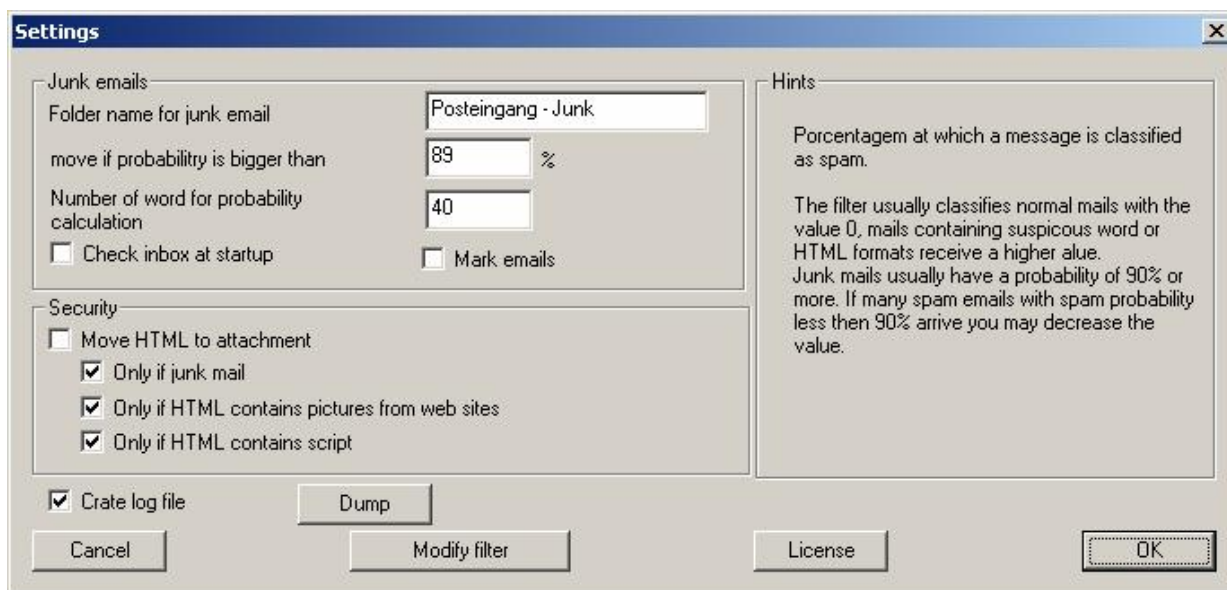 Settings
Junk emails
Folder name for junk email
Posteingang - Junk
move if probabilitry is bigger than
89
%
Number of word for probability
calculation
40
Check inbox at startup
Mark emails
Security
Move HTML to attachment
Only if junk mail
Only if HTML contains pictures from web sites
Only if HTML contains script
Hints
Porcentagem at which a message is classified
as spam.
The filter usually classifies normal mails with the
value 0, mails containing suspicous word or
HTML formats receive a higher alue.
Junk mails usually have a probability of 90% or
more. If many spam emails with spam probability
less then 90% arrive you may decrease the
value.
Crate log file
Dump
Cancel
Modify filter
License
OK